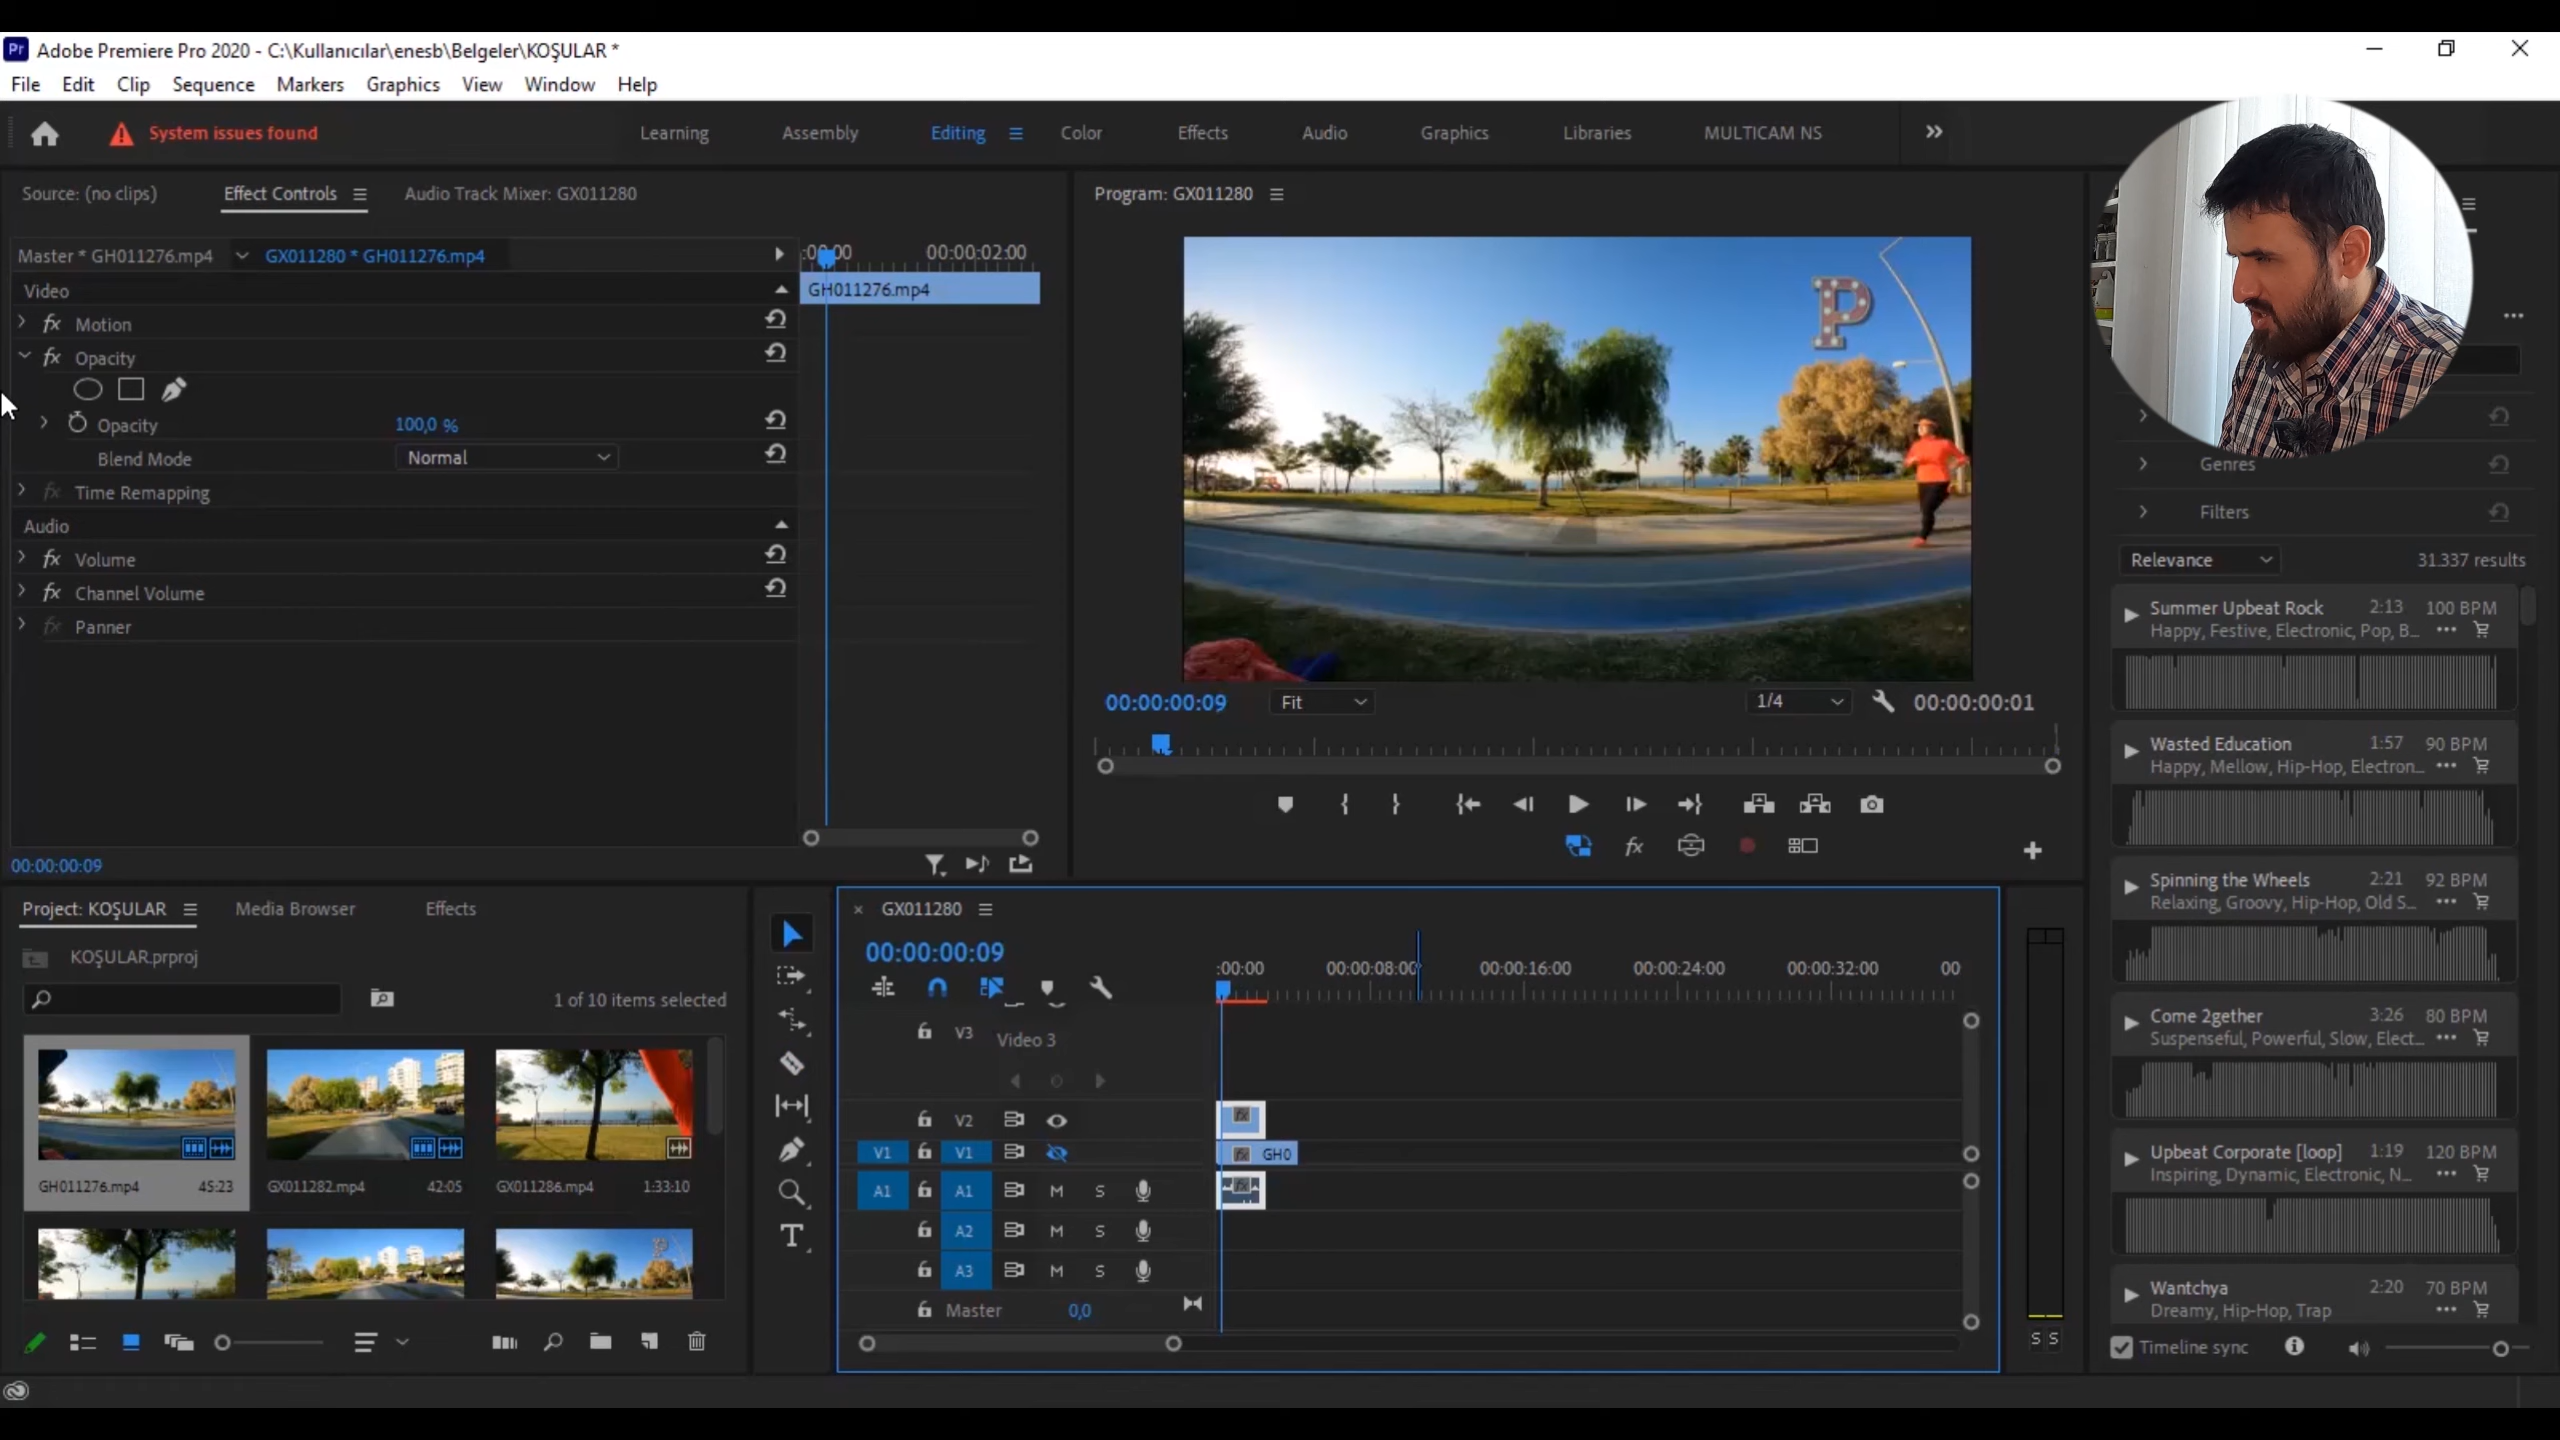 Adobe Premiere Pro 2020 - C:\Kullanıcılar\enesb\Belgeler\KOŞULAR *
File Edit Clip Sequence Markers Graphics View Window Help
System issues found
Learning Assembly Editing Color Effects Audio Graphics Libraries MULTICAM NS
Source: (no clips) Effect Controls Audio Track Mixer: GX011280
Master * GH011276.mp4 GX011280 * GH011276.mp4
:00:00 00:00:02:00
GH011276.mp4
Video
fx Motion
fx Opacity
Opacity 100,0 %
Blend Mode Normal
fx Time Remapping
Audio
fx Volume
fx Channel Volume
fx Panner
00:00:00:09
Program: GX011280
P
00:00:00:09 Fit 1/4 00:00:00:01
fx
Genres
Filters
Relevance 31.337 results
Summer Upbeat Rock 2:13 100 BPM
Happy, Festive, Electronic, Pop, B...
Wasted Education 1:57 90 BPM
Happy, Mellow, Hip-Hop, Electron...
Spinning the Wheels 2:21 92 BPM
Relaxing, Groovy, Hip-Hop, Old S...
Come 2gether 3:26 80 BPM
Suspenseful, Powerful, Slow, Elect...
Upbeat Corporate [loop] 1:19 120 BPM
Inspiring, Dynamic, Electronic, N...
Wantchya 2:20 70 BPM
Dreamy, Hip-Hop, Trap
Timeline sync
Project: KOŞULAR Media Browser Effects
KOŞULAR.prproj
1 of 10 items selected
GH011276.mp4 45:23 GX011282.mp4 42:05 GX011286.mp4 1:33:10
GX011280
00:00:00:09
:00:00 00:00:08:00 00:00:16:00 00:00:24:00 00:00:32:00 00
V3 Video 3
V2 fx
V1 V1 fx GH0
A1 A1 M S fx
A2 M S
A3 M S
Master 0,0
S S